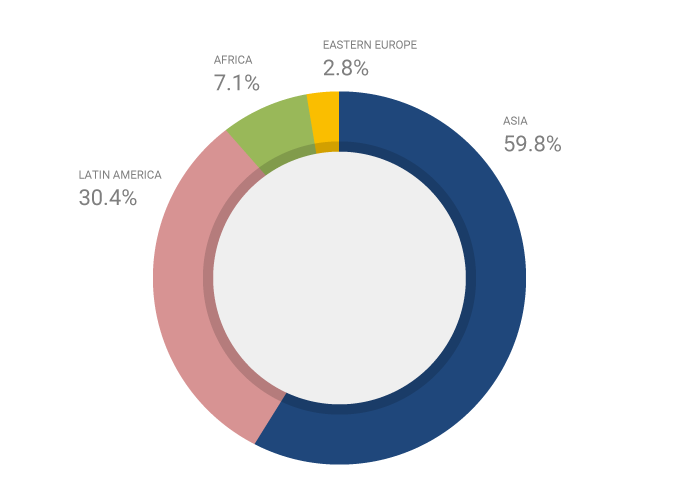 EASTERN EUROPE
2.8%
AFRICA
7.1%
ASIA
59.8%
LATIN AMERICA
30.4%